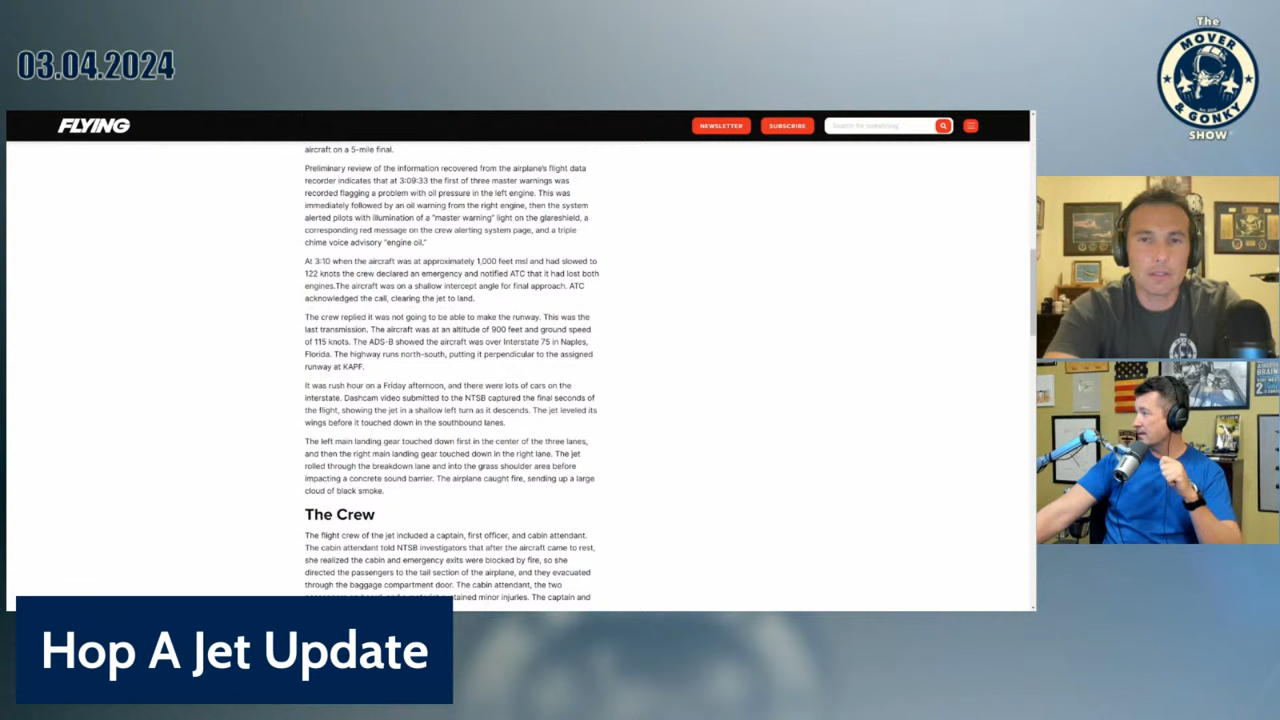 03.04.2024
The
MOVER
& GONKY
SHOW
FLYING
NEWSLETTER
SUBSCRIBE
Search for something
aircraft on a 5-mile final.
Preliminary review of the information recovered from the airplane's flight data
recorder indicates that at 3:09:33 the first of three master warnings was
recorded flagging a problem with oil pressure in the left engine. This was
immediately followed by an oil warning from the right engine, then the system
alerted pilots with illumination of a "master warning" light on the glareshield, a
corresponding red message on the crew alerting system page, and a triple
chime voice advisory "engine oil."
At 3:10 when the aircraft was at approximately 1,000 feet msl and had slowed to
122 knots the crew declared an emergency and notified ATC that it had lost both
engines.The aircraft was on a shallow intercept angle for final approach. ATC
acknowledged the call, clearing the jet to land.
The crew replied it was not going to be able to make the runway. This was the
last transmission. The aircraft was at an altitude of 900 feet and ground speed
of 115 knots. The ADS-B showed the aircraft was over Interstate 75 in Naples,
Florida. The highway runs north-south, putting it perpendicular to the assigned
runway at KAPF.
It was rush hour on a Friday afternoon, and there were lots of cars on the
interstate. Dashcam video submitted to the NTSB captured the final seconds of
the flight, showing the jet in a shallow left turn as it descends. The jet leveled its
wings before it touched down in the southbound lanes.
The left main landing gear touched down first in the center of the three lanes,
and then the right main landing gear touched down in the right lane. The jet
rolled through the breakdown lane and into the grass shoulder area before
impacting a concrete sound barrier. The airplane caught fire, sending up a large
cloud of black smoke.
The Crew
The flight crew of the jet included a captain, first officer, and cabin attendant.
The cabin attendant told NTSB investigators that after the aircraft came to rest,
she realized the cabin and emergency exits were blocked by fire, so she
directed the passengers to the tail section of the airplane, and they evacuated
through the baggage compartment door. The cabin attendant, the two
tained minor injuries. The captain and
Hop A Jet Update